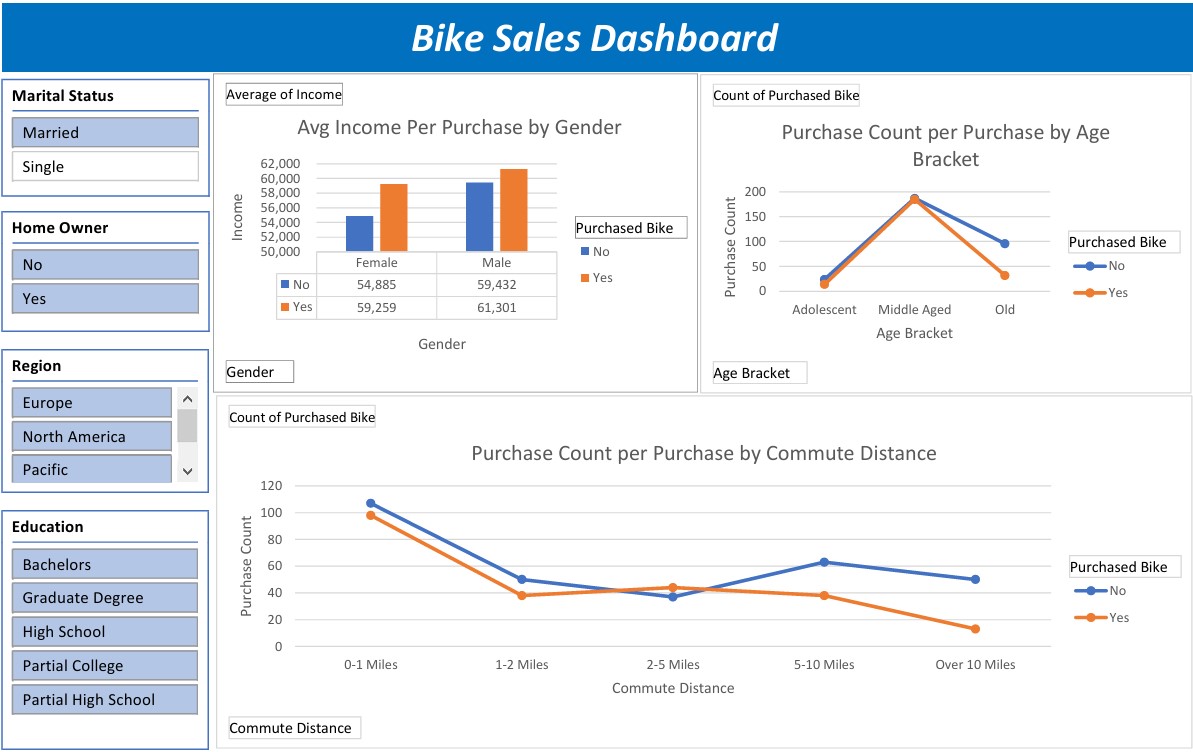 Bike Sales Dashboard
Marital Status
Married
Single
Home Owner
No
Yes
Region
Europe
North America
Pacific
Education
Bachelors
Graduate Degree
High School
Partial College
Partial High School
Average of Income
Avg Income Per Purchase by Gender
Income
62,000
60,000
58,000
56,000
54,000
52,000
50,000
Female Male
No 54,885 59,432
Yes 59,259 61,301
Gender
Purchased Bike
No
Yes
Gender
Count of Purchased Bike
Purchase Count per Purchase by Age
Bracket
Purchase Count
200
150
100
50
0
Adolescent Middle Aged Old
Age Bracket
Purchased Bike
No
Yes
Age Bracket
Count of Purchased Bike
Purchase Count per Purchase by Commute Distance
Purchase Count
120
100
80
60
40
20
0
0-1 Miles 1-2 Miles 2-5 Miles 5-10 Miles Over 10 Miles
Commute Distance
Purchased Bike
No
Yes
Commute Distance